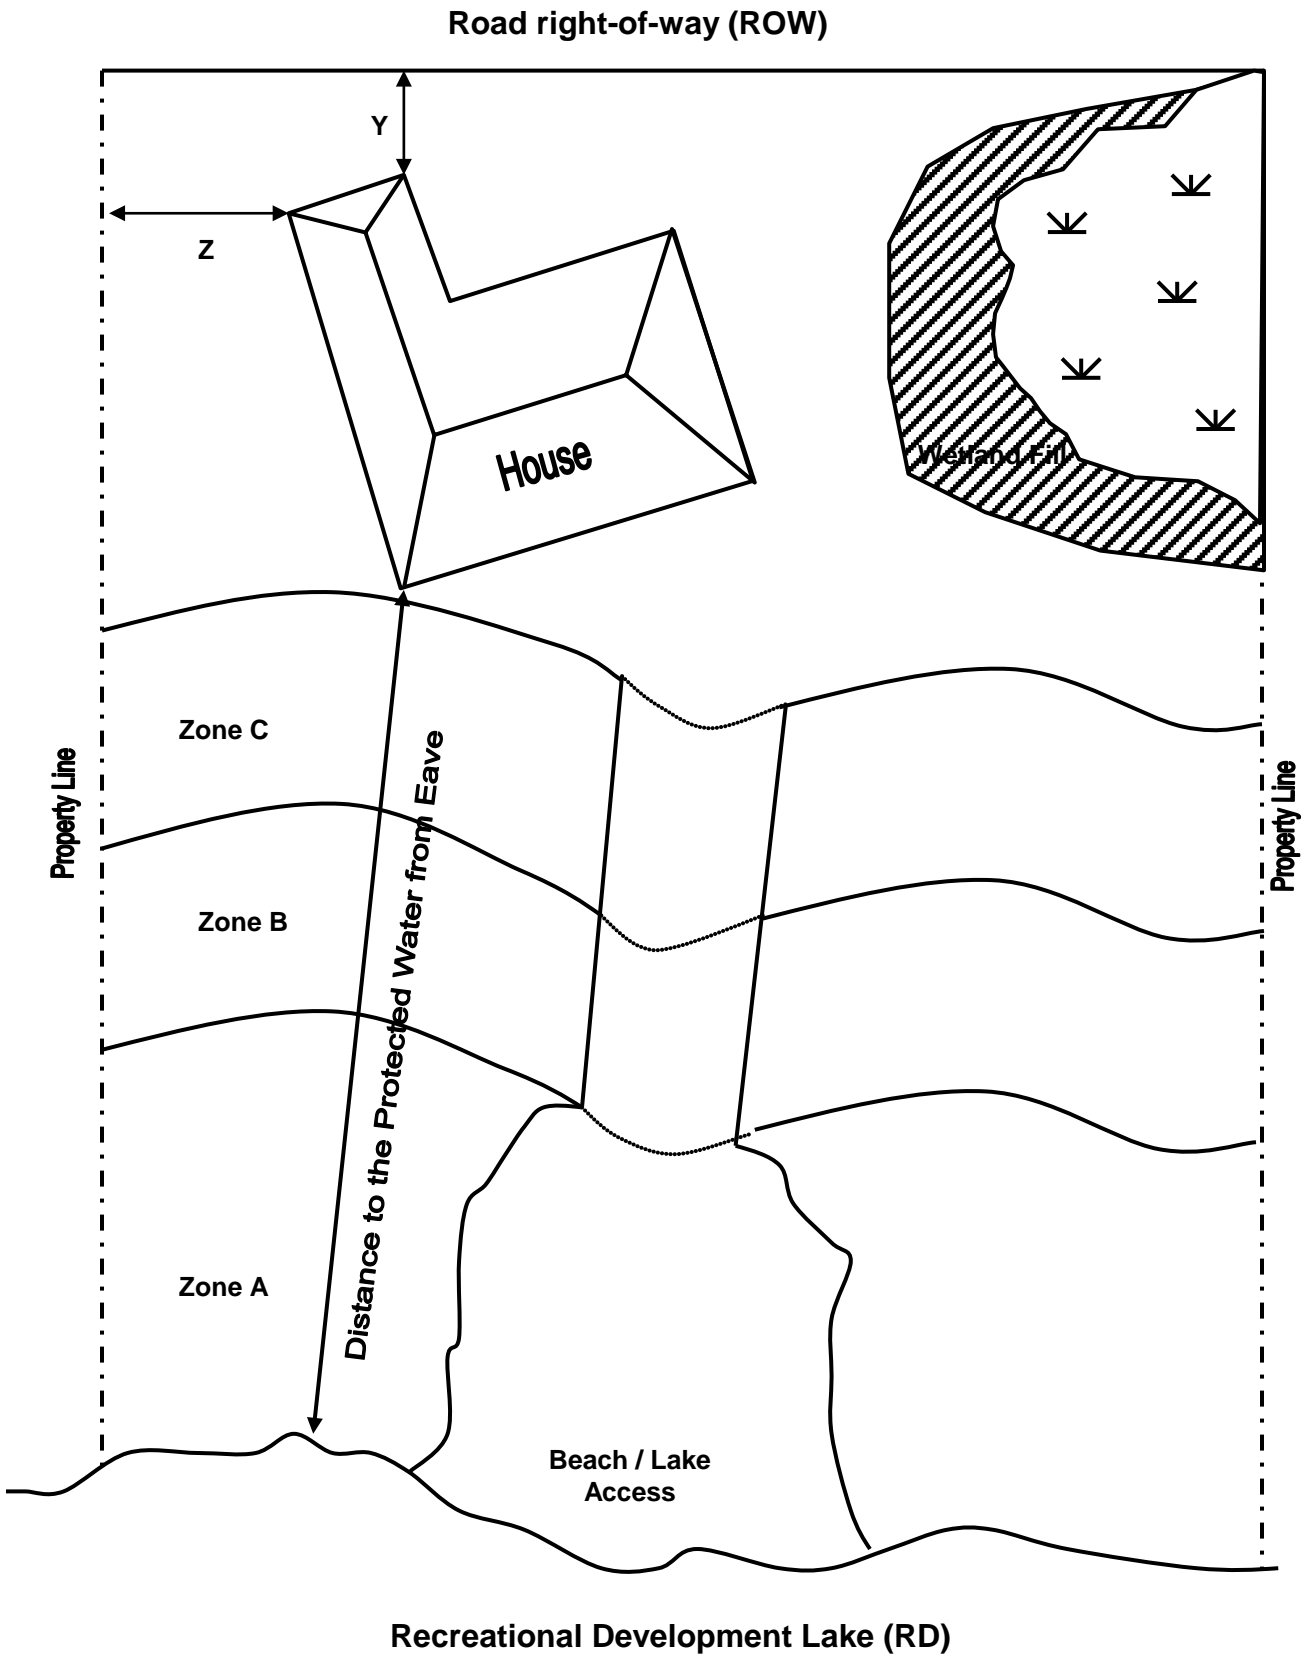 Road right-of-way (ROW)
Y
Z
House
Wetland Fill
Zone C
Property Line
Property Line
Distance to the Protected Water from Eave
Zone B
Zone A
Beach / Lake
Access
Recreational Development Lake (RD)